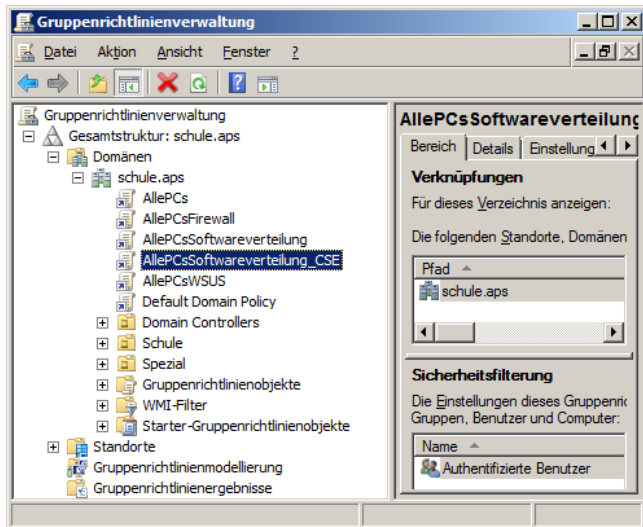 Gruppenrichtlinienverwaltung
Datei Aktion Ansicht Fenster ?
Gruppenrichtlinienverwaltung
Gesamtstruktur: schule.aps
Domänen
schule.aps
AllePCs
AllePCsFirewall
AllePCsSoftwareverteilung
AllePCsSoftwareverteilung_CSE
AllePCsWSUS
Default Domain Policy
Domain Controllers
Schule
Spezial
Gruppenrichtlinienobjekte
WMI-Filter
Starter-Gruppenrichtlinienobjekte
Standorte
Gruppenrichtlinienmodellierung
Gruppenrichtlinienergebnisse
AllePCsSoftwareverteilung
Bereich Details Einstellung
Verknüpfungen
Für dieses Verzeichnis anzeigen:
Die folgenden Standorte, Domänen
Pfad
schule.aps
Sicherheitsfilterung
Die Einstellungen dieses Gruppenric
Gruppen, Benutzer und Computer:
Name
Authentifizierte Benutzer